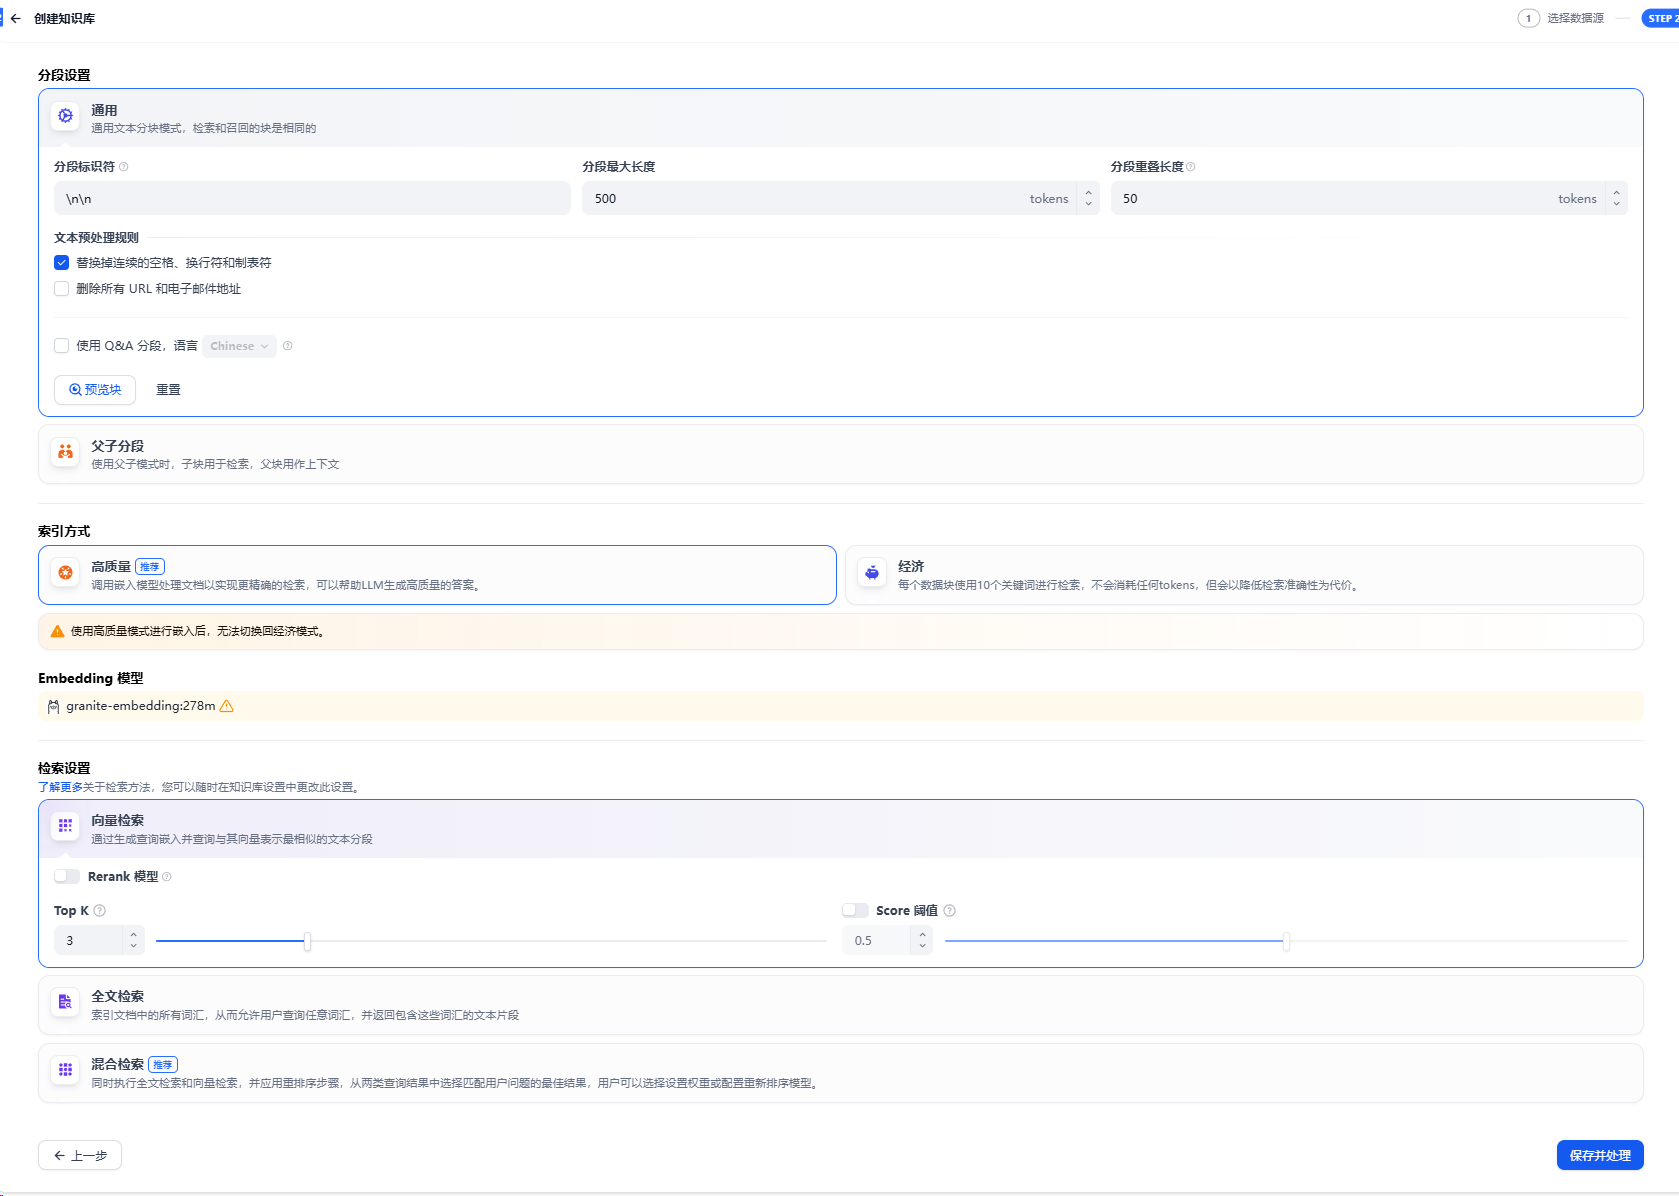 创建知识库
1 选择数据源
STEP 2
分段设置
通用
通用文本分块模式，检索和召回的块是相同的
分段标识符
分段最大长度
分段重叠长度
\n\n
500 tokens
50 tokens
文本预处理规则
替换掉连续的空格、换行符和制表符
删除所有 URL 和电子邮件地址
使用 Q&A 分段，语言 Chinese
预览块
重置
父子分段
使用父子模式时，子块用于检索，父块用作上下文
索引方式
高质量 推荐
调用嵌入模型处理文档以实现更精确的检索，可以帮助LLM生成高质量的答案。
经济
每个数据块使用10个关键词进行检索，不会消耗任何tokens，但会以降低检索准确性为代价。
使用高质量模式进行嵌入后，无法切换回经济模式。
Embedding 模型
granite-embedding:278m
检索设置
了解更多关于检索方法，您可以随时在知识库设置中更改此设置。
向量检索
通过生成查询嵌入并查询与其向量表示最相似的文本分段
Rerank 模型
Top K
Score 阈值
3
0.5
全文检索
索引文档中的所有词汇，从而允许用户查询任意词汇，并返回包含这些词汇的文本片段
混合检索 推荐
同时执行全文检索和向量检索，并应用重排序步骤，从两类查询结果中选择匹配用户问题的最佳结果，用户可以选择设置权重或配置重新排序模型。
上一步
保存并处理